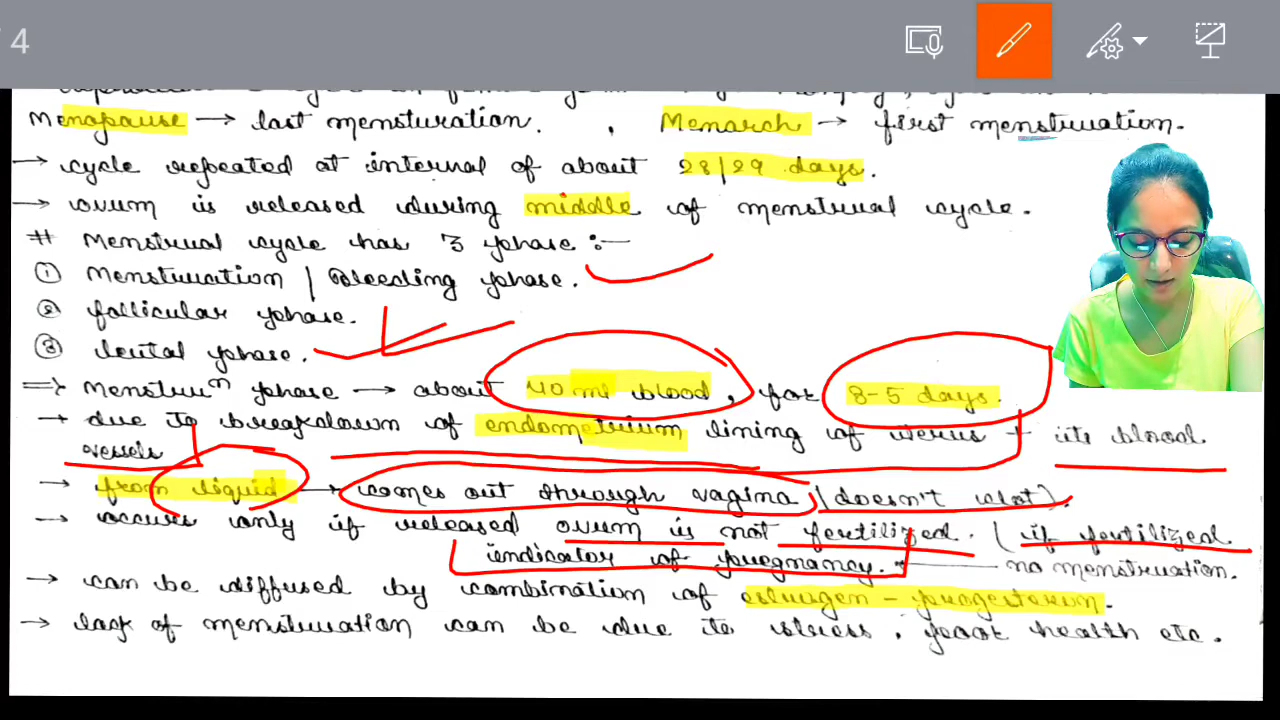 4
Menopause → last mensturation. , Menarch → first menstruation.
→ cycle repeated at interval of about 28/29 days.
→ ovum is released during middle of menstrual cycle.
# Menstrual cycle has 3 phase :—
① Menstruation / Bleeding phase.
② follicular phase.
③ leutal phase.
⇒ Menstruⁿ phase → about 40 ml blood, for 8-5 days.
→ due to breakdown of endometrium lining of uterus + its blood
vessels
→ from liquid → comes out through vagina (doesn't clot).
→ occurs only if released ovum is not fertilized. (if fertilized
indicator of pregnancy. ← no menstruation.
→ can be diffused by combination of
→ lack of menstruation can be due to stress, poor health etc.